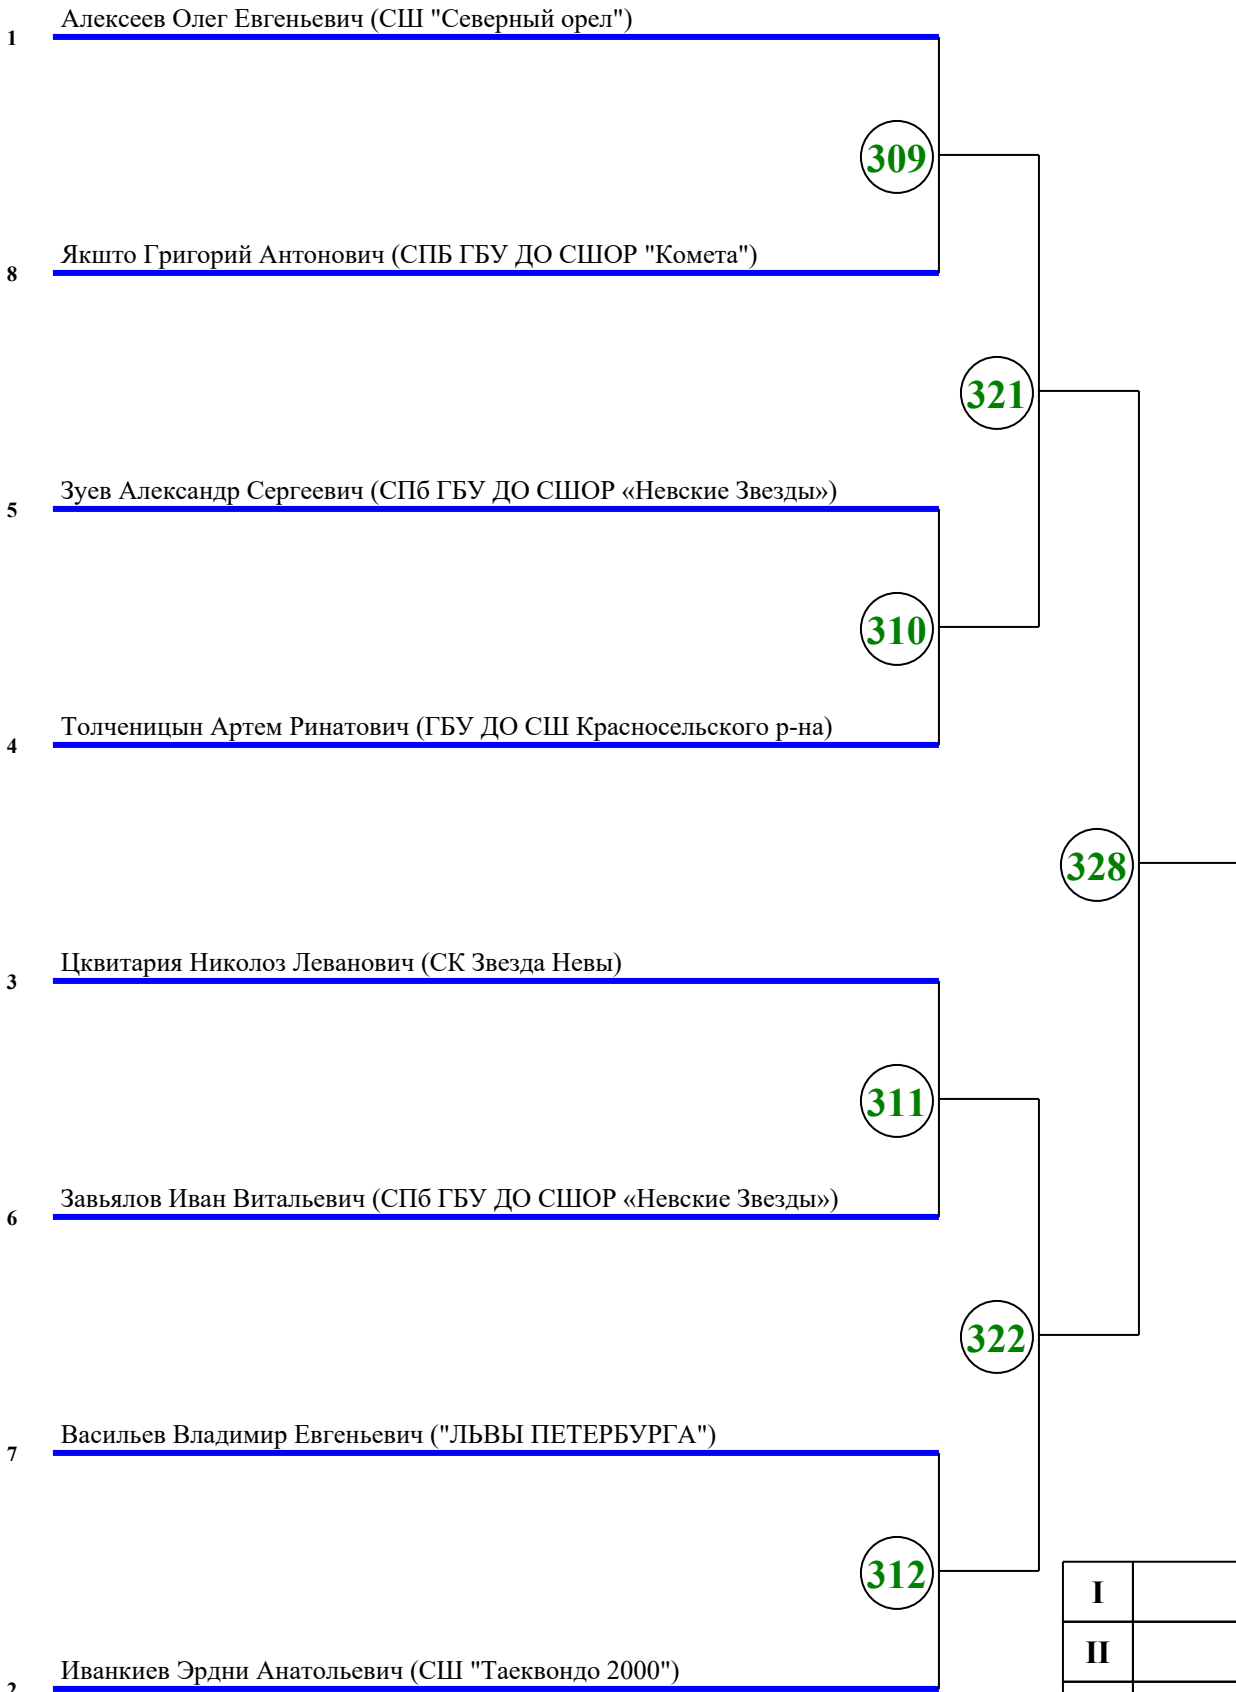 Алексеев Олег Евгеньевич (СШ "Северный орел")
1
309
Якшто Григорий Антонович (СПБ ГБУ ДО СШОР "Комета")
8
321
Зуев Александр Сергеевич (СПб ГБУ ДО СШОР «Невские Звезды»)
5
310
Толченицын Артем Ринатович (ГБУ ДО СШ Красносельского р-на)
4
328
Цквитария Николоз Леванович (СК Звезда Невы)
3
311
Завьялов Иван Витальевич (СПб ГБУ ДО СШОР «Невские Звезды»)
6
322
Васильев Владимир Евгеньевич ("ЛЬВЫ ПЕТЕРБУРГА")
7
312
I
II
Иванкиев Эрдни Анатольевич (СШ "Таеквондо 2000")
2